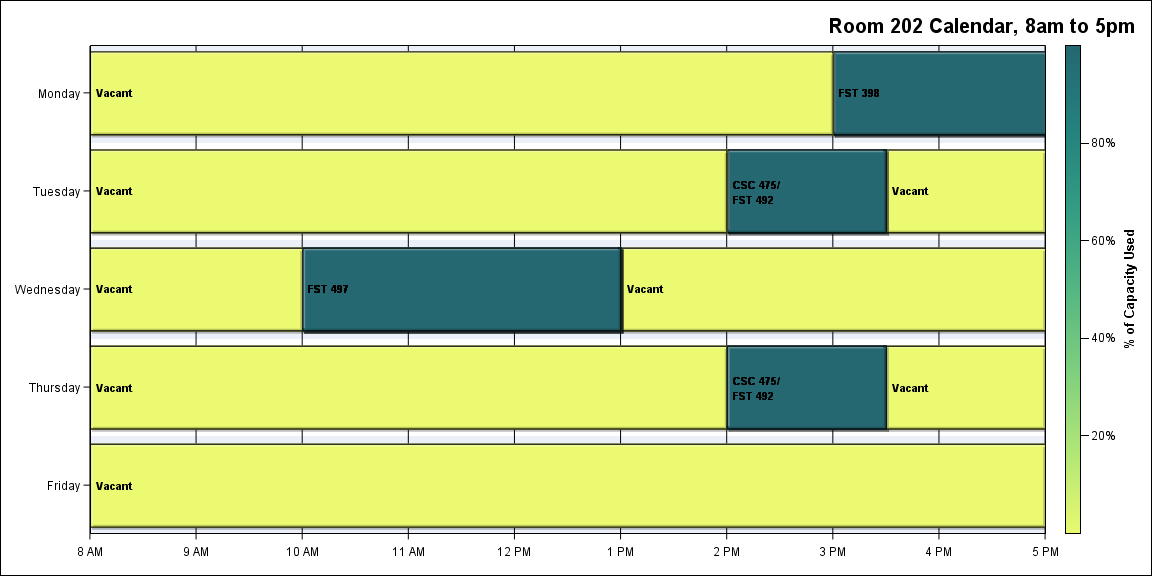 Room 202 Calendar, 8am to 5pm
Monday
Vacant
FST 398
Tuesday
Vacant
CSC 475/
FST 492
Vacant
Wednesday
Vacant
FST 497
Vacant
Thursday
Vacant
CSC 475/
FST 492
Vacant
Friday
Vacant
8 AM
9 AM
10 AM
11 AM
12 PM
1 PM
2 PM
3 PM
4 PM
5 PM
80%
60%
40%
20%
% of Capacity Used